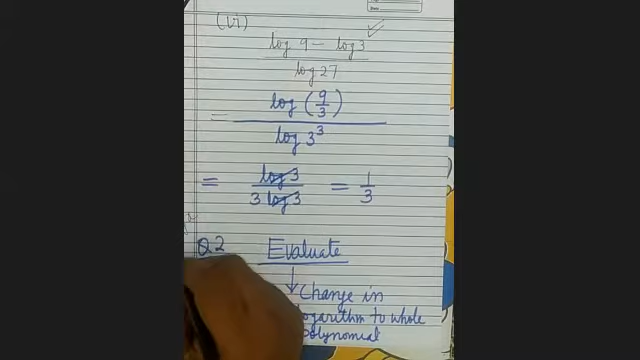 (vi)
log 9 - log 3
log 27
= log (9/3)
log 3³
= log 3 / 3 log 3 = 1/3
Q2 Evaluate
↓ Change in
logarithm to whole
polynomial